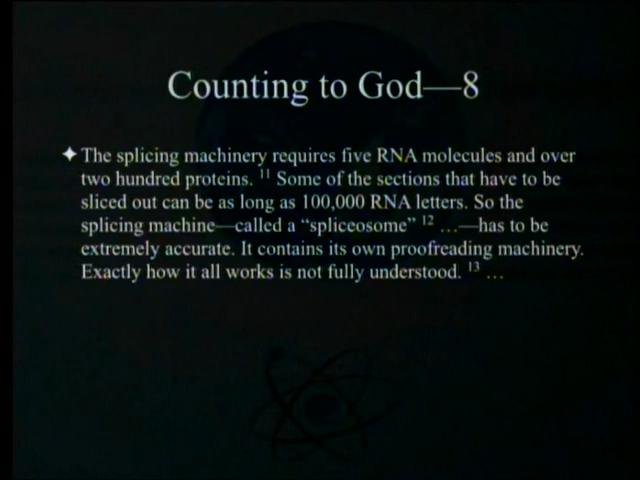 Counting to God—8
✦ The splicing machinery requires five RNA molecules and over
two hundred proteins. 11 Some of the sections that have to be
sliced out can be as long as 100,000 RNA letters. So the
splicing machine—called a “spliceosome” 12 …—has to be
extremely accurate. It contains its own proofreading machinery.
Exactly how it all works is not fully understood. 13 …